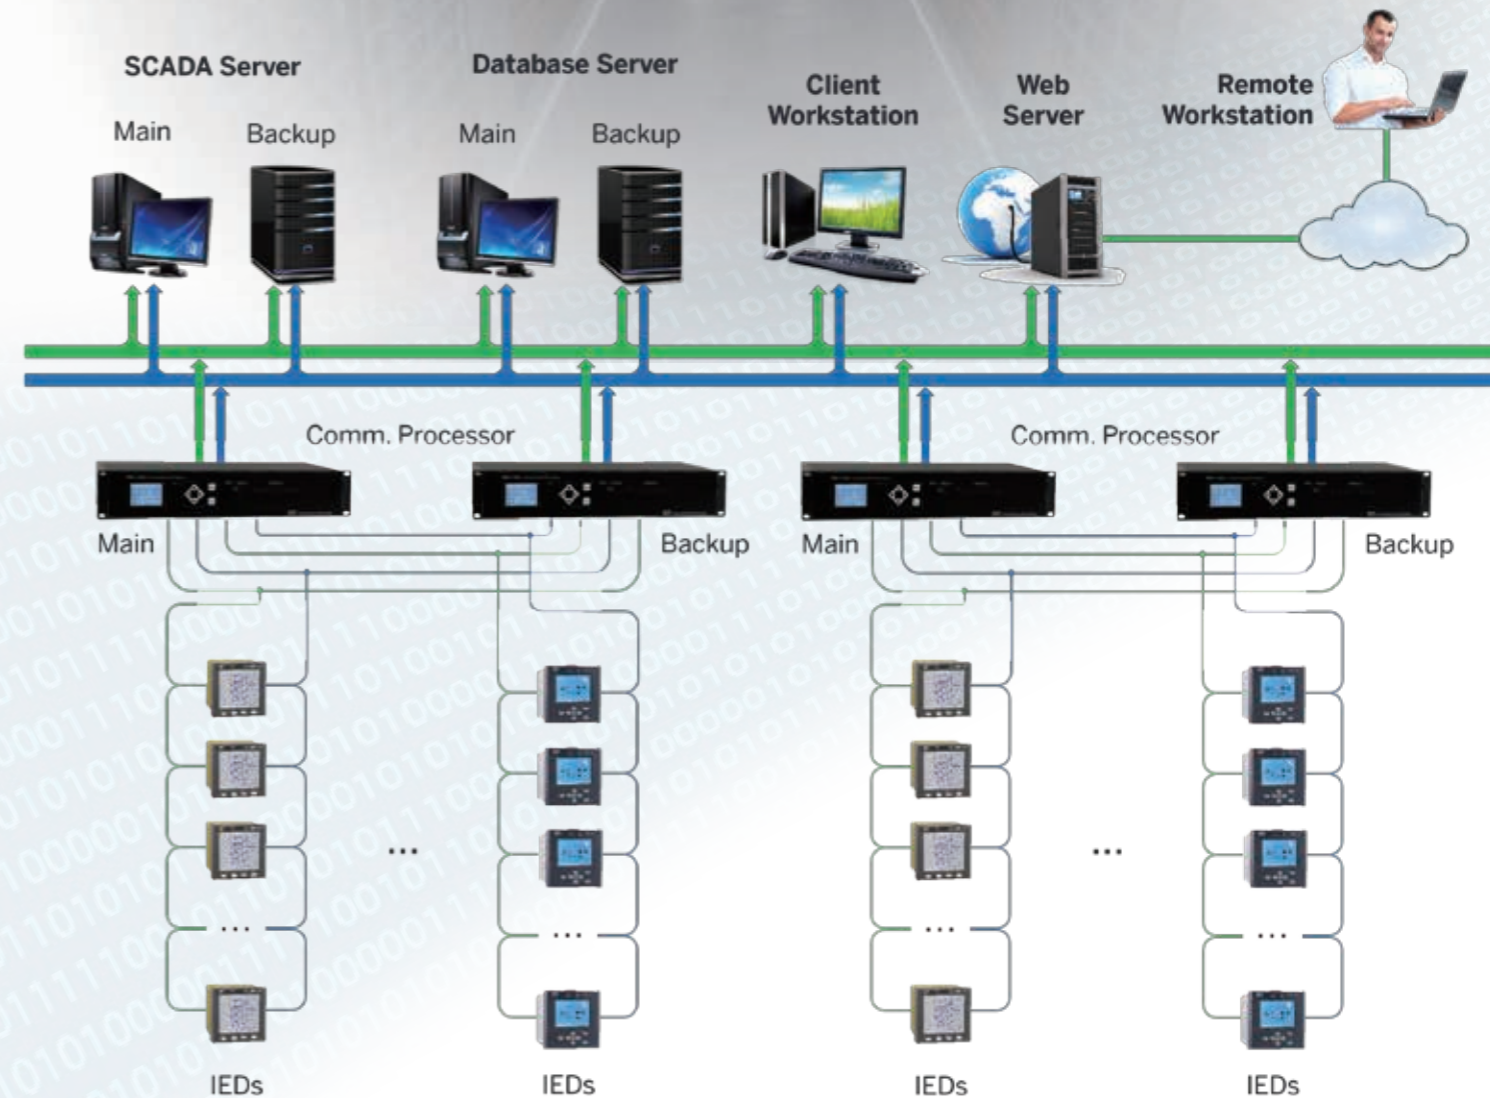 SCADA Server
Database Server
Client
Workstation
Web
Server
Remote
Workstation
Main
Backup
Main
Backup
Comm. Processor
Comm. Processor
Main
Backup
Main
Backup
...
...
...
...
...
...
IEDs
IEDs
IEDs
IEDs